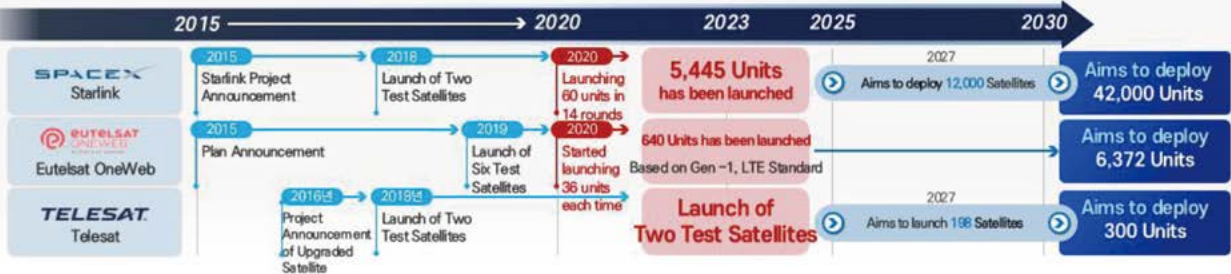 2015
2020
2023
2025
2030
SPACEX
Starlink
2015
Starlink Project
Announcement
2018
Launch of Two
Test Satellites
2020
Launching
60 units in
14 rounds
5,445 Units
has been launched
2027
Aims to deploy 12,000 Satellites
Aims to deploy
42,000 Units
eutelsat
ONEWEB
Eutelsat OneWeb
2015
Plan Announcement
2019
Launch of
Six Test
Satellites
2020
Started
launching
36 units
each time
640 Units has been launched
Based on Gen-1, LTE Standard
Aims to deploy
6,372 Units
TELESAT
Telesat
2016년
Project
Announcement
of Upgraded
Satellite
2018년
Launch of Two
Test Satellites
Launch of
Two Test Satellites
2027
Aims to launch 198 Satellites
Aims to deploy
300 Units